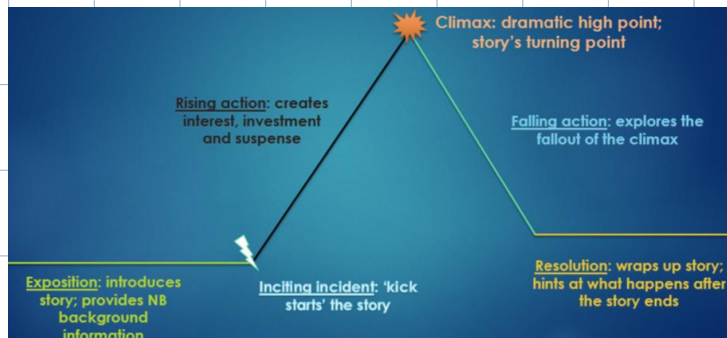 Climax: dramatic high point;
story's turning point
Rising action: creates
interest, investment
and suspense
Falling action: explores the
fallout of the climax
Exposition: introduces
story; provides NB
background
information
Inciting incident: 'kick
starts' the story
Resolution: wraps up story;
hints at what happens after
the story ends